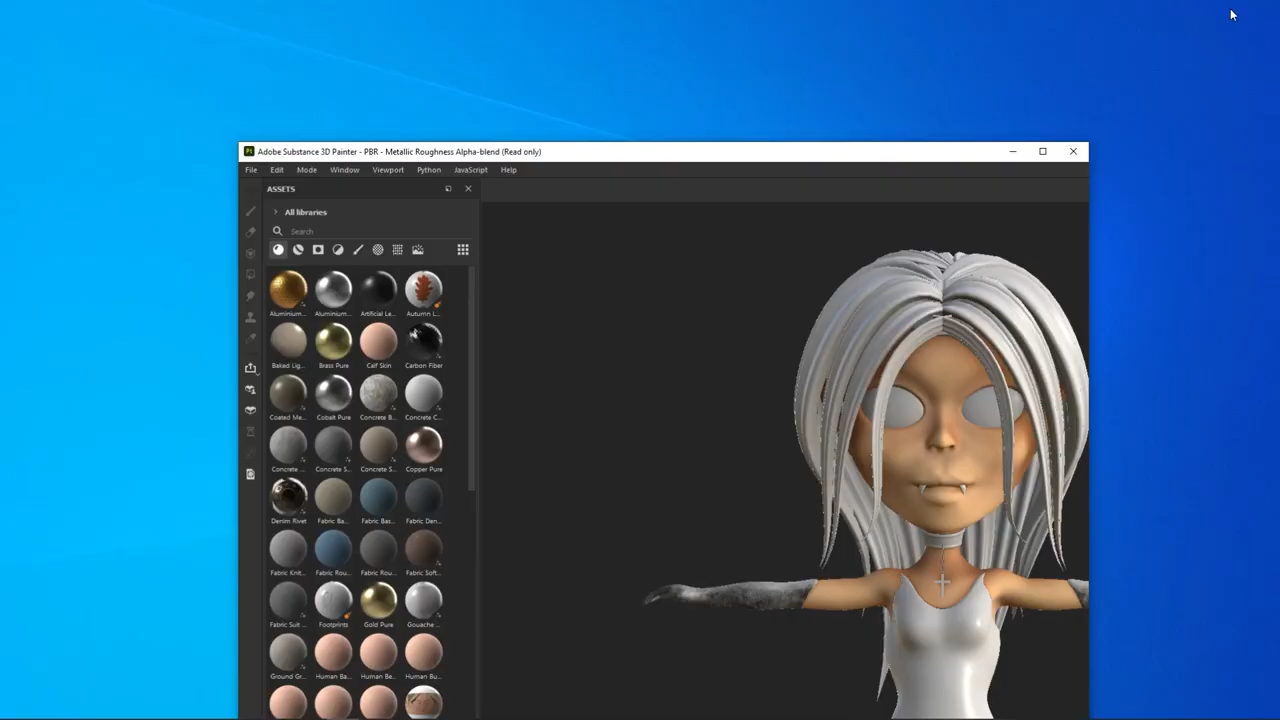 Pt Adobe Substance 3D Painter - PBR - Metallic Roughness Alpha-blend (Read only)
File Edit Mode Window Viewport Python JavaScript Help
ASSETS
All libraries
Search
Aluminium... Aluminium... Artificial Le... Autumn L...
Baked Lig... Brass Pure Calf Skin Carbon Fiber
Coated Me... Cobalt Pure Concrete B... Concrete C...
Concrete ... Concrete S... Concrete S... Copper Pure
Denim Rivet Fabric Ba... Fabric Bas... Fabric Den...
Fabric Knit... Fabric Rou... Fabric Rou... Fabric Soft...
Fabric Suit ... Footprints Gold Pure Gouache ...
Ground Gr... Human Ba... Human Be... Human Bu...